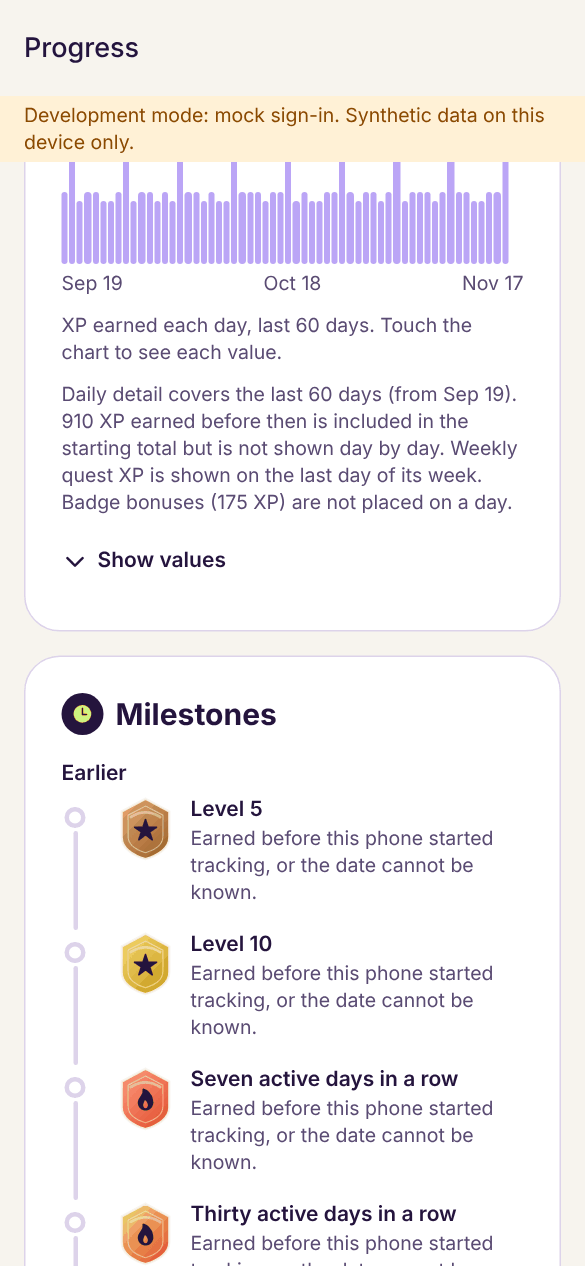 Progress
Development mode: mock sign-in. Synthetic data on this
device only.
Sep 19 Oct 18 Nov 17
XP earned each day, last 60 days. Touch the
chart to see each value.
Daily detail covers the last 60 days (from Sep 19).
910 XP earned before then is included in the
starting total but is not shown day by day. Weekly
quest XP is shown on the last day of its week.
Badge bonuses (175 XP) are not placed on a day.
Show values
Milestones
Earlier
Level 5
Earned before this phone started
tracking, or the date cannot be
known.
Level 10
Earned before this phone started
tracking, or the date cannot be
known.
Seven active days in a row
Earned before this phone started
tracking, or the date cannot be
known.
Thirty active days in a row
Earned before this phone started